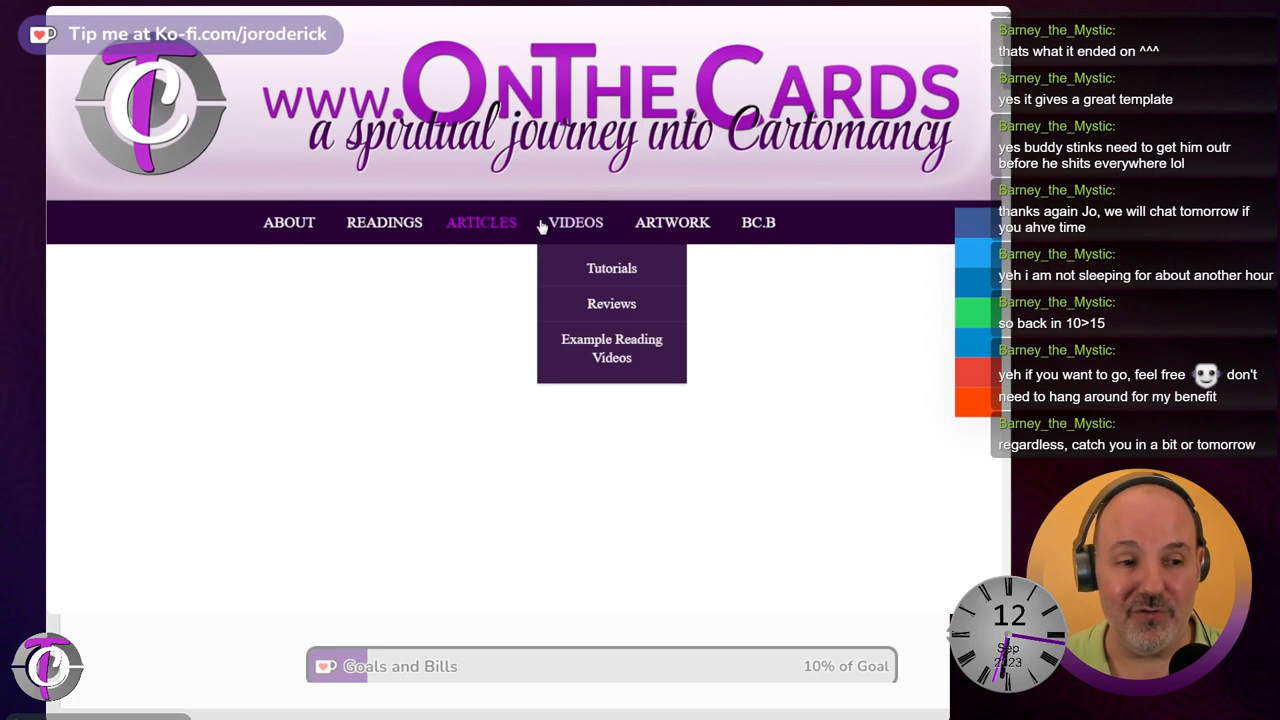 Tip me at Ko-fi.com/joroderick
TC
www.OnThe.Cards
a spiritual journey into Cartomancy
ABOUT READINGS ARTICLES VIDEOS ARTWORK BC.B
Tutorials
Reviews
Example Reading
Videos
Barney_the_Mystic:
thats what it ended on ^^^
Barney_the_Mystic:
yes it gives a great template
Barney_the_Mystic:
yes buddy stinks need to get him outr
before he shits everywhere lol
Barney_the_Mystic:
thanks again Jo, we will chat tomorrow if
you ahve time
Barney_the_Mystic:
yeh i am not sleeping for about another hour
Barney_the_Mystic:
so back in 10>15
Barney_the_Mystic:
yeh if you want to go, feel free don't
need to hang around for my benefit
Barney_the_Mystic:
regardless, catch you in a bit or tomorrow
12
Sep
2023
TC
Goals and Bills 10% of Goal